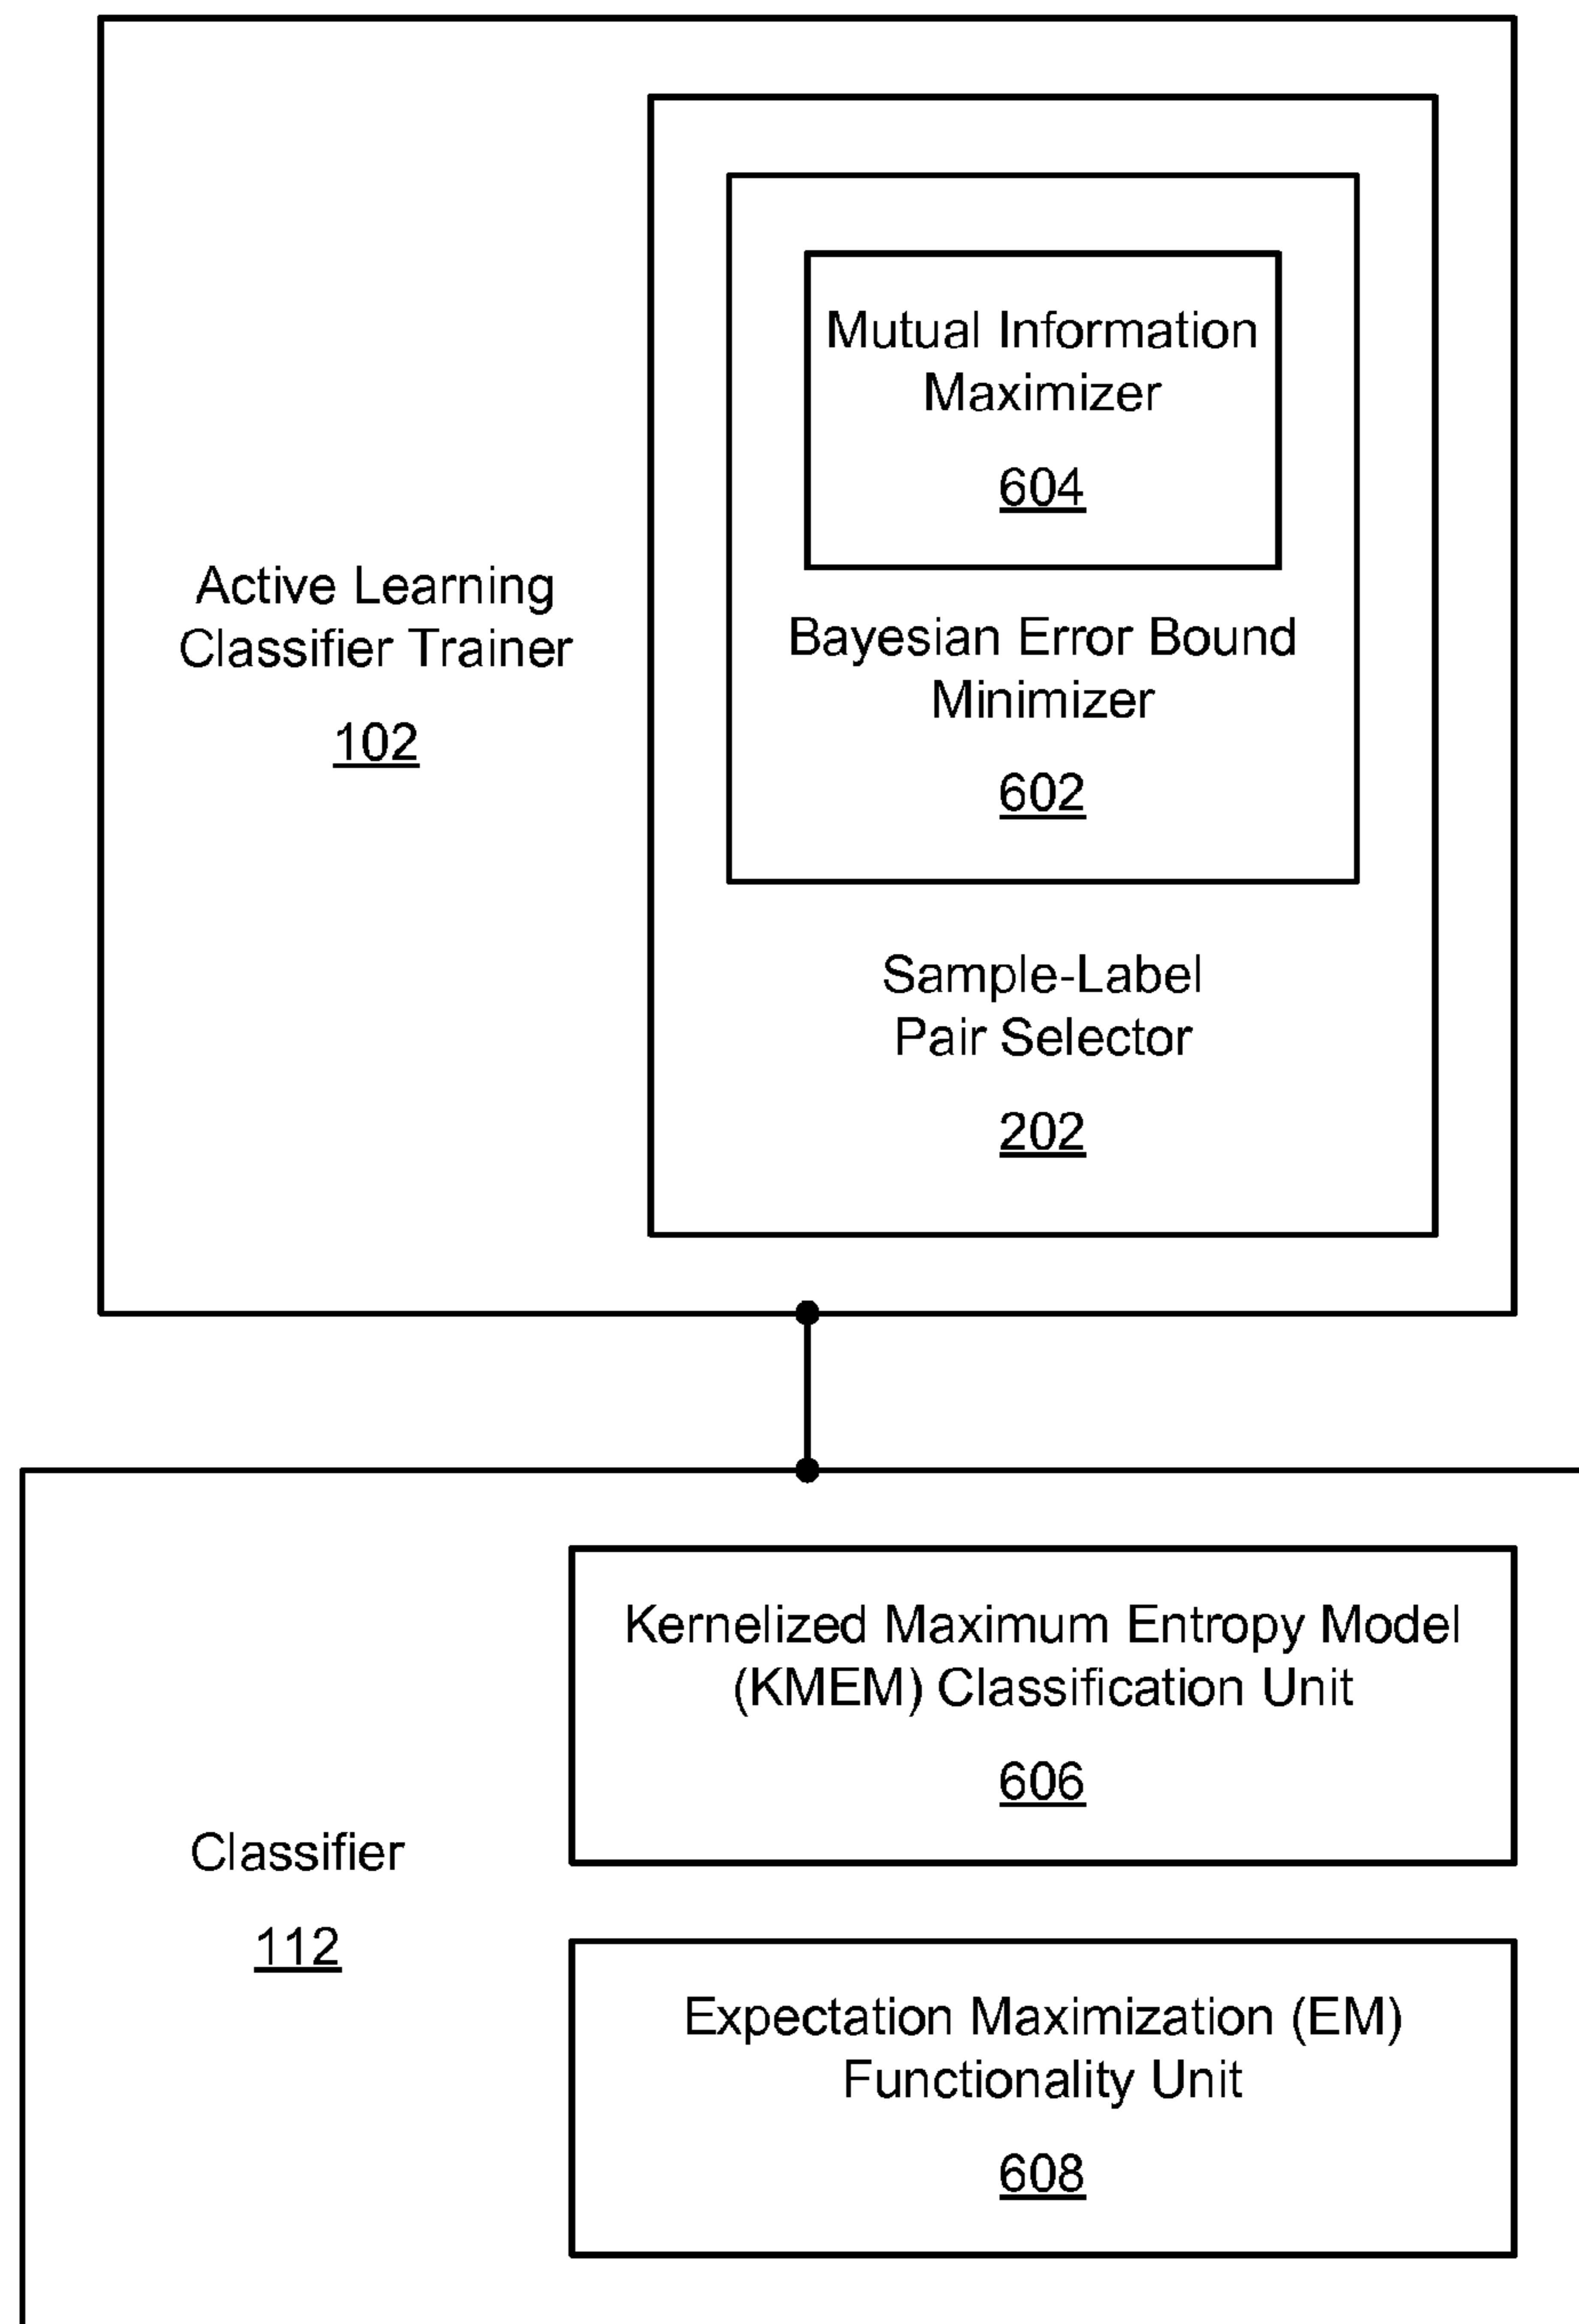 Mutual Information
Maximizer
604
Bayesian Error Bound
Minimizer
602
Active Learning
Classifier Trainer
102
Sample-Label
Pair Selector
202
Kernelized Maximum Entropy Model
(KMEM) Classification Unit
606
Classifier
112
Expectation Maximization (EM)
Functionality Unit
608